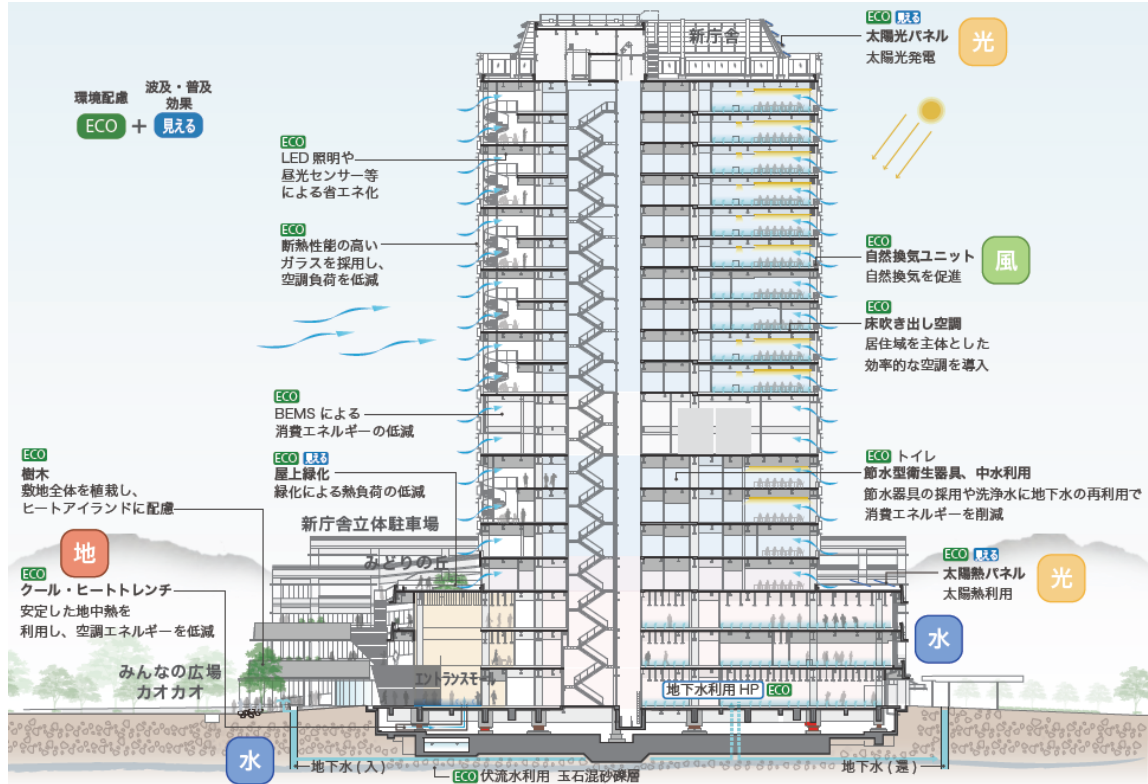 環境配慮
ECO
+
波及・普及
効果
見える
新庁舎
ECO 見える
太陽光パネル
太陽光発電
光
ECO
LED 照明や
昼光センサー等
による省エネ化
ECO
断熱性能の高い
ガラスを採用し、
空調負荷を低減
ECO
自然換気ユニット
自然換気を促進
風
ECO
床吹き出し空調
居住域を主体とした
効率的な空調を導入
ECO
BEMS による
消費エネルギーの低減
ECO 見える
屋上緑化
緑化による熱負荷の低減
ECO トイレ
節水型衛生器具、中水利用
節水器具の採用や洗浄水に地下水の再利用で
消費エネルギーを削減
ECO
樹木
敷地全体を植栽し、
ヒートアイランドに配慮
新庁舎立体駐車場
みどりの丘
地
ECO
クール・ヒートトレンチ
安定した地中熱を
利用し、空調エネルギーを低減
ECO 見える
太陽熱パネル
太陽熱利用
光
水
みんなの広場
カオカオ
エントランスモール
地下水利用 HP ECO
水
地下水 ( 入 )
ECO 伏流水利用 玉石混砂礫層
地下水 ( 還 )